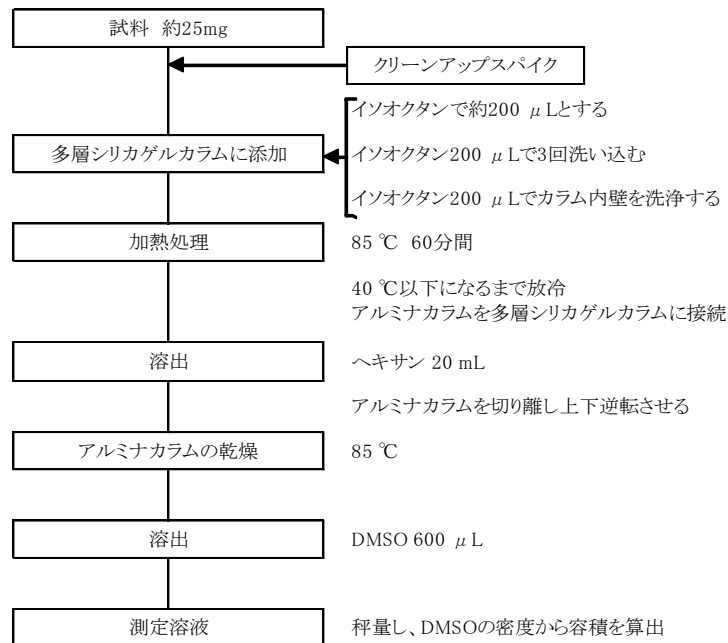 試料 約25mg
クリーンアップスパイク
イソオクタンで約200 μLとする
多層シリカゲルカラムに添加
イソオクタン200 μLで3回洗い込む
イソオクタン200 μLでカラム内壁を洗浄する
加熱処理
85 ℃ 60分間
40 ℃以下になるまで放冷
アルミナカラムを多層シリカゲルカラムに接続
溶出
ヘキサン 20 mL
アルミナカラムを切り離し上下逆転させる
アルミナカラムの乾燥
85 ℃
溶出
DMSO 600 μL
測定溶液
秤量し、DMSOの密度から容積を算出